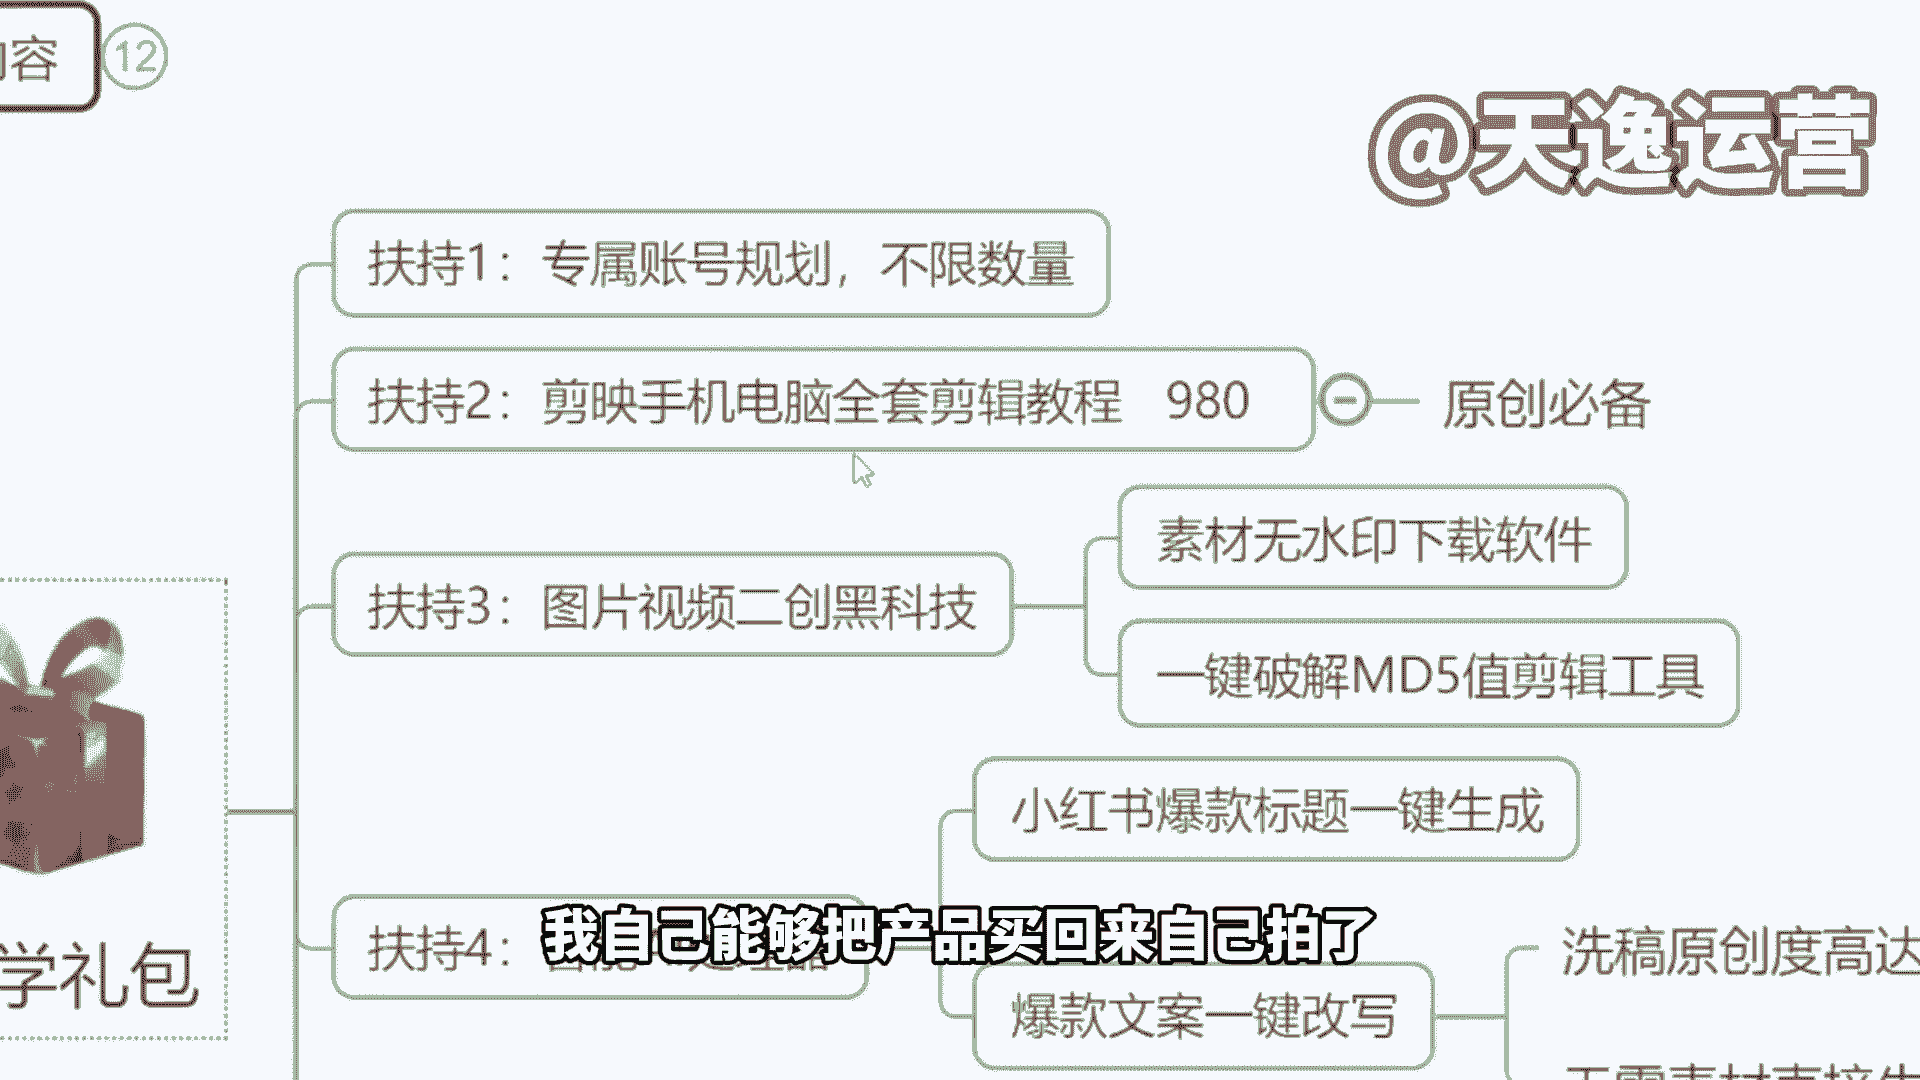 容
12
@天逸运营
扶持1：专属账号规划，不限数量
扶持2：剪映手机电脑全套剪辑教程 980
原创必备
素材无水印下载软件
扶持3：图片视频二创黑科技
一键破解MD5值剪辑工具
小红书爆款标题一键生成
扶持4：
我自己能够把产品买回来自己拍了
洗稿原创度高达
学礼包
爆款文案一键改写